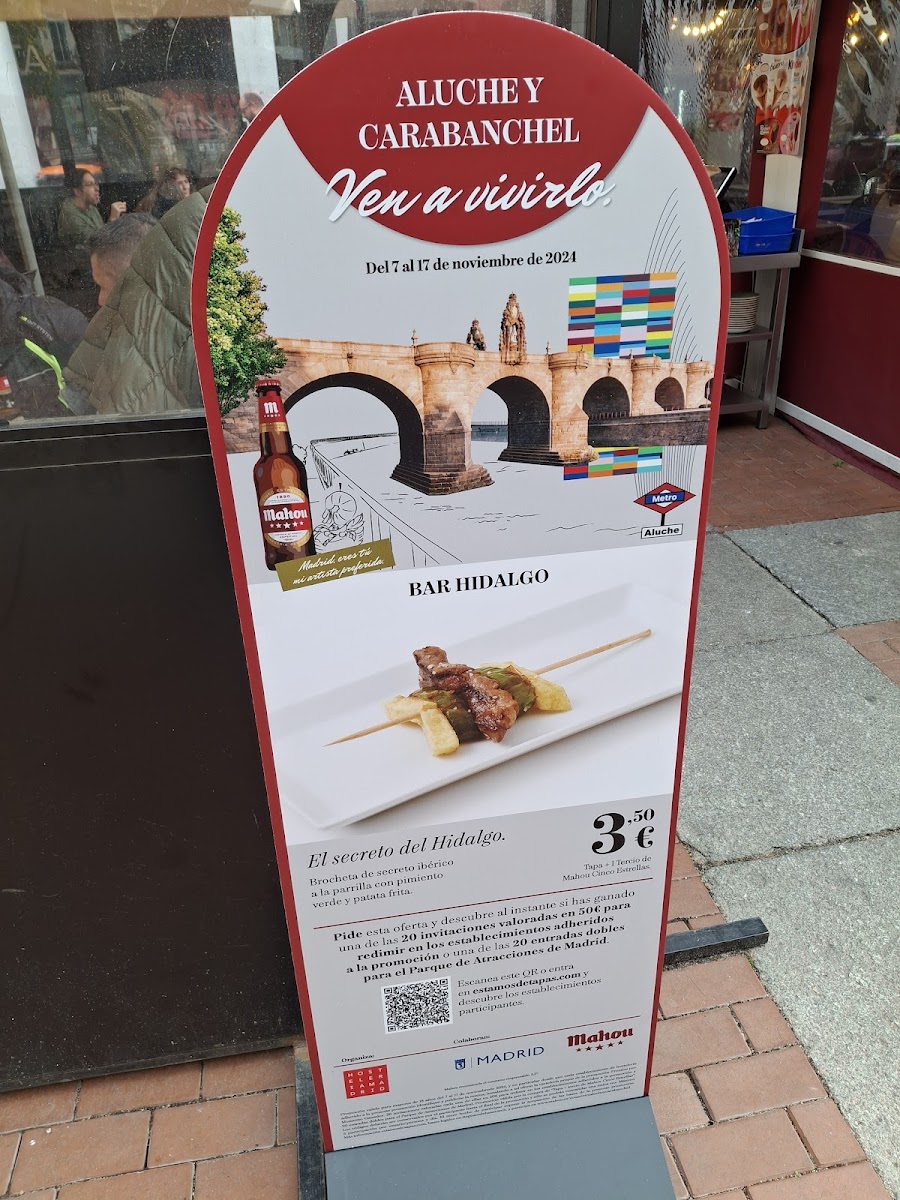 ALUCHE Y
CARABANCHEL
Ven a vivirlo.
Del 7 al 17 de noviembre de 2024
Mahou
Metro
Aluche
Madrid, eres tú
mi artista preferida.
BAR HIDALGO
El secreto del Hidalgo.
Brocheta de secreto ibérico
a la parrilla con pimiento
verde y patata frita.
3,50 €
Tapa + 1 Tercio de
Mahou Cinco Estrellas.
Pide esta oferta y descubre al instante si has ganado
una de las 20 invitaciones valoradas en 50€ para
redimir en los establecimientos adheridos
a la promoción o una de las 20 entradas dobles
para el Parque de Atracciones de Madrid.
Escanea este QR o entra
en estamosdetapas.com y
descubre los establecimientos
participantes.
Organiza:
Colaboran:
HOST
ELER
IAMA
DRID
MADRID
Mahou